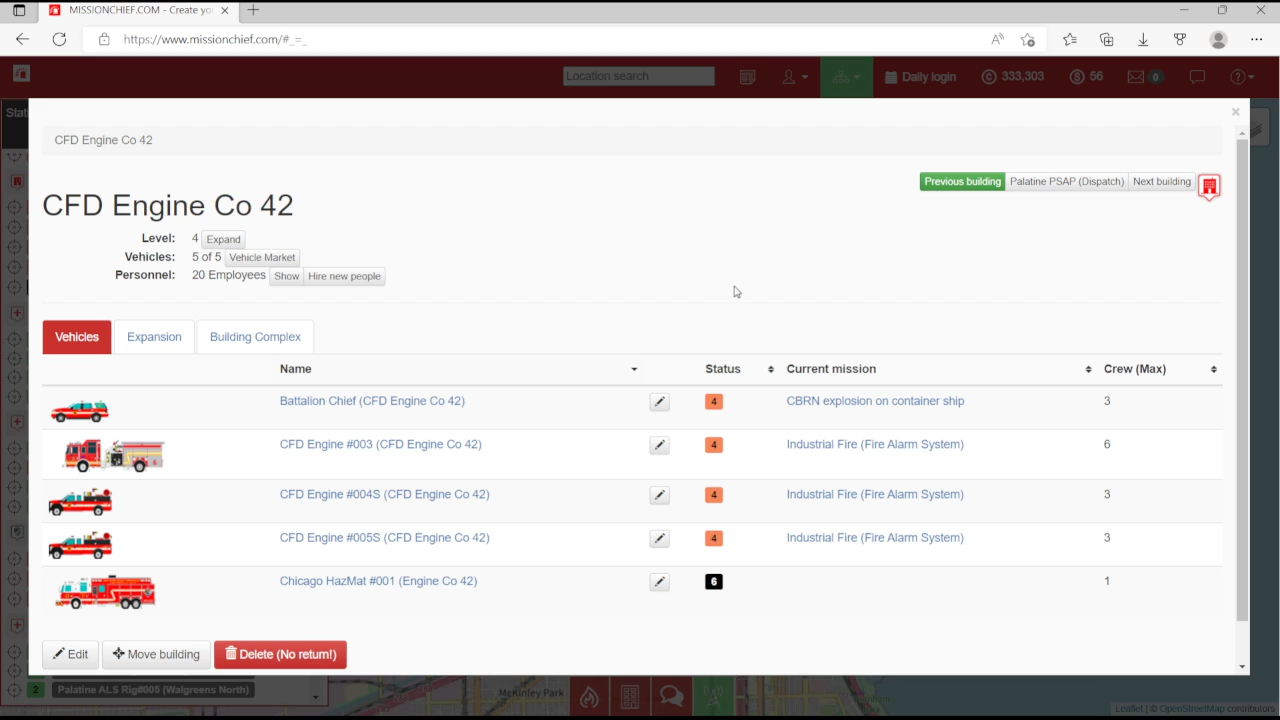 MISSIONCHIEF.COM - Create yo
https://www.missionchief.com/#_=_
Location search
Daily login
333,303
56
0
Stati
CFD Engine Co 42
Previous building
Palatine PSAP (Dispatch)
Next building
CFD Engine Co 42
Level: 4 Expand
Vehicles: 5 of 5 Vehicle Market
Personnel: 20 Employees Show Hire new people
Vehicles Expansion Building Complex
Name Status Current mission Crew (Max)
Battalion Chief (CFD Engine Co 42) 4 CBRN explosion on container ship 3
CFD Engine #003 (CFD Engine Co 42) 4 Industrial Fire (Fire Alarm System) 6
CFD Engine #004S (CFD Engine Co 42) 4 Industrial Fire (Fire Alarm System) 3
CFD Engine #005S (CFD Engine Co 42) 4 Industrial Fire (Fire Alarm System) 3
Chicago HazMat #001 (Engine Co 42) 6 1
Edit Move building Delete (No return!)
2 Palatine ALS Rig#005 (Walgreens North)
McKinley Park
Leaflet | © OpenStreetMap contributors